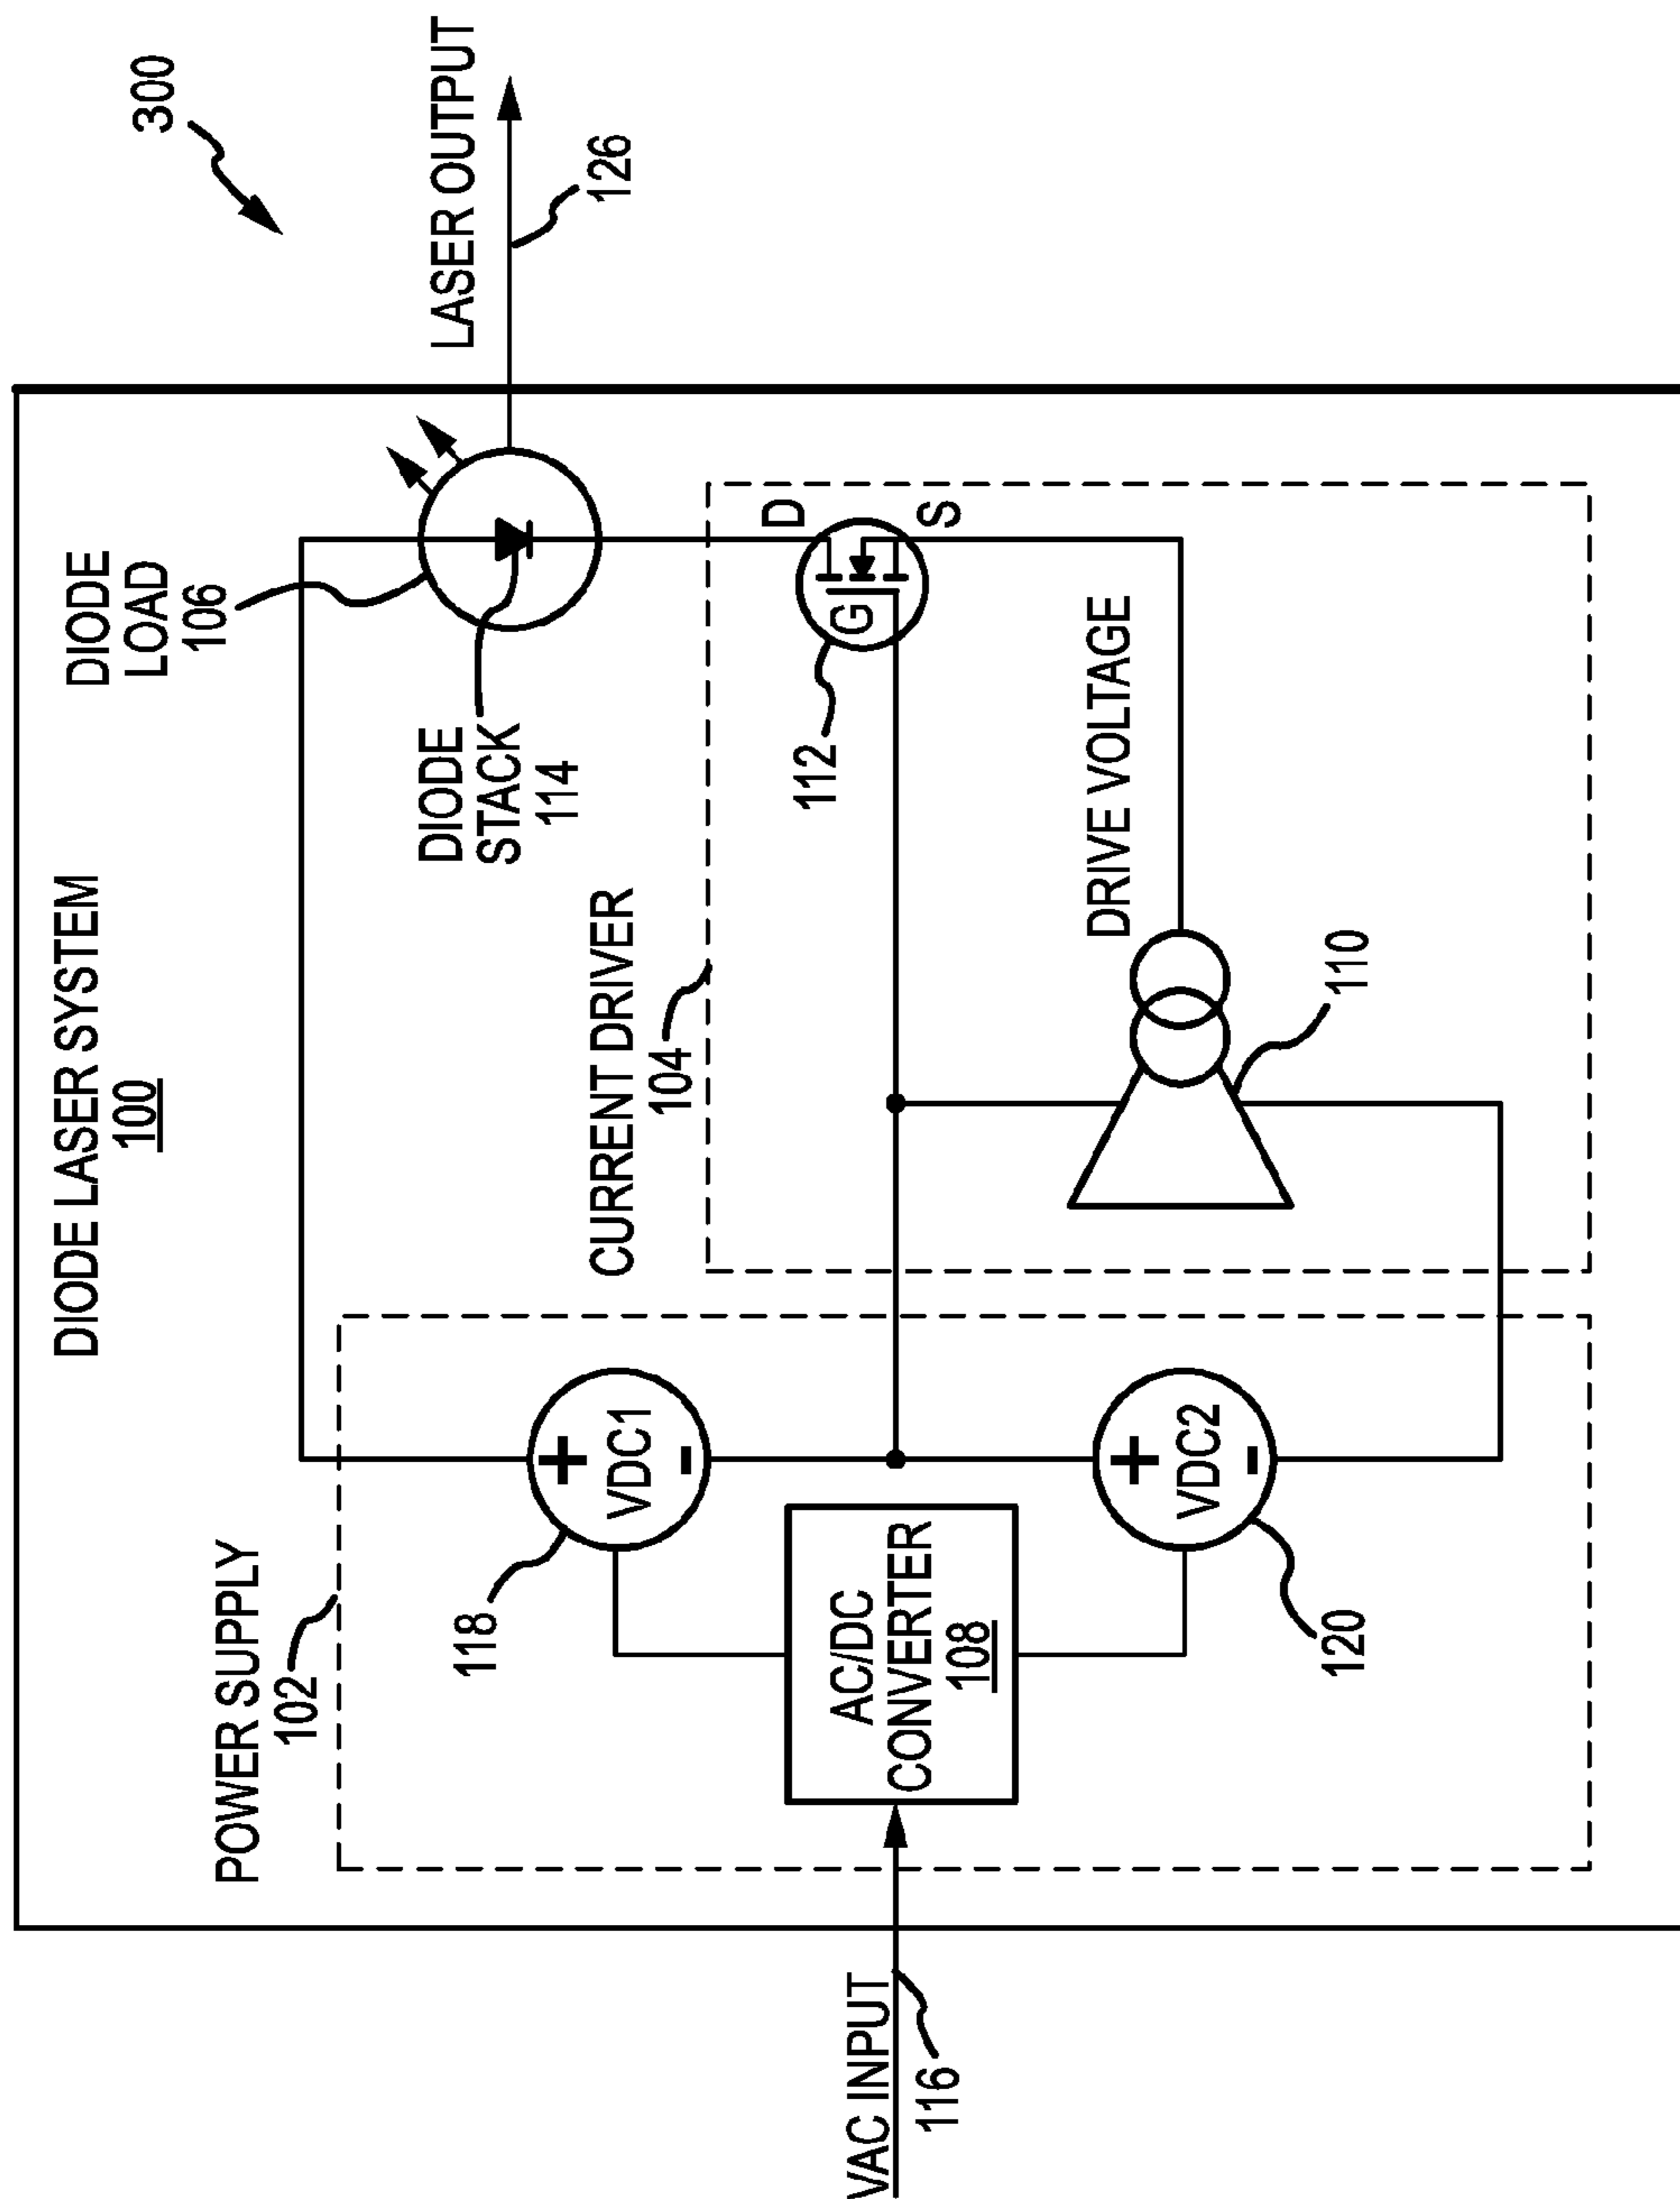 300
DIODE LASER SYSTEM
100
DIODE
LOAD
106
LASER OUTPUT
126
POWER SUPPLY
102
DIODE
STACK
114
CURRENT DRIVER
104
118
+
VDC1
-
D
G
S
112
VAC INPUT
116
AC/DC
CONVERTER
108
DRIVE VOLTAGE
110
+
VDC2
-
120